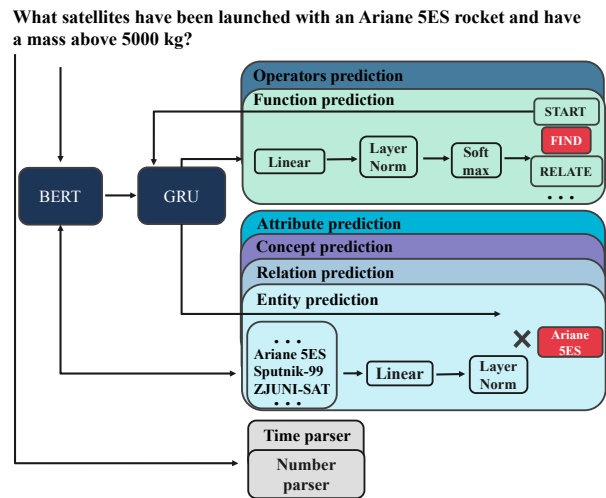 What satellites have been launched with an Ariane 5ES rocket and have
a mass above 5000 kg?
Operators prediction
Function prediction
START
FIND
RELATE
...
Linear
Layer
Norm
Soft
max
BERT
GRU
Attribute prediction
Concept prediction
Relation prediction
Entity prediction
...
Ariane 5ES
Sputnik-99
ZJUNI-SAT
...
Linear
Layer
Norm
×
Ariane
5ES
Time parser
Number
parser